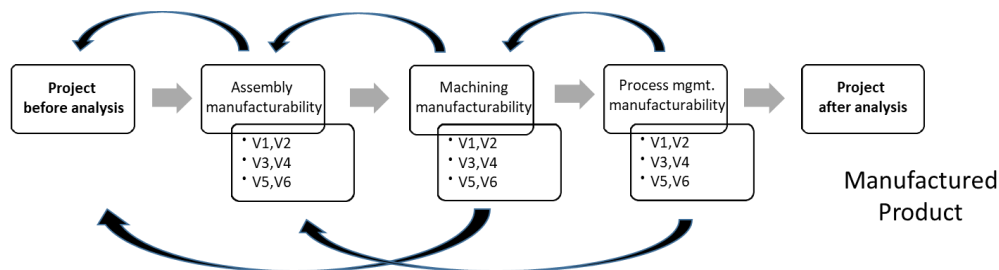 Project
before analysis
Assembly
manufacturability
Machining
manufacturability
Process mgmt.
manufacturability
Project
after analysis
• V1,V2
• V3,V4
• V5,V6
• V1,V2
• V3,V4
• V5,V6
• V1,V2
• V3,V4
• V5,V6
Manufactured
Product